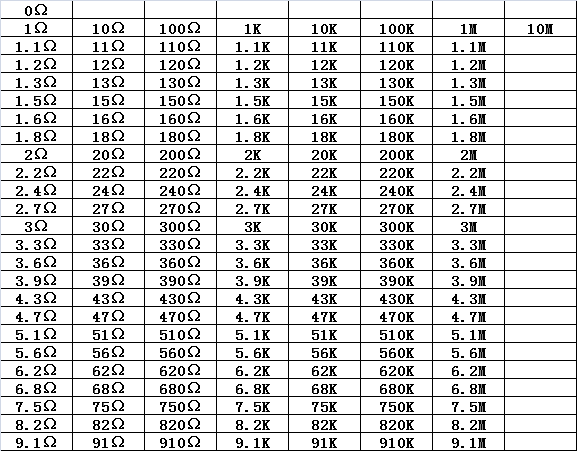 0Ω
1Ω 10Ω 100Ω 1K 10K 100K 1M 10M
1.1Ω 11Ω 110Ω 1.1K 11K 110K 1.1M
1.2Ω 12Ω 120Ω 1.2K 12K 120K 1.2M
1.3Ω 13Ω 130Ω 1.3K 13K 130K 1.3M
1.5Ω 15Ω 150Ω 1.5K 15K 150K 1.5M
1.6Ω 16Ω 160Ω 1.6K 16K 160K 1.6M
1.8Ω 18Ω 180Ω 1.8K 18K 180K 1.8M
2Ω 20Ω 200Ω 2K 20K 200K 2M
2.2Ω 22Ω 220Ω 2.2K 22K 220K 2.2M
2.4Ω 24Ω 240Ω 2.4K 24K 240K 2.4M
2.7Ω 27Ω 270Ω 2.7K 27K 270K 2.7M
3Ω 30Ω 300Ω 3K 30K 300K 3M
3.3Ω 33Ω 330Ω 3.3K 33K 330K 3.3M
3.6Ω 36Ω 360Ω 3.6K 36K 360K 3.6M
3.9Ω 39Ω 390Ω 3.9K 39K 390K 3.9M
4.3Ω 43Ω 430Ω 4.3K 43K 430K 4.3M
4.7Ω 47Ω 470Ω 4.7K 47K 470K 4.7M
5.1Ω 51Ω 510Ω 5.1K 51K 510K 5.1M
5.6Ω 56Ω 560Ω 5.6K 56K 560K 5.6M
6.2Ω 62Ω 620Ω 6.2K 62K 620K 6.2M
6.8Ω 68Ω 680Ω 6.8K 68K 680K 6.8M
7.5Ω 75Ω 750Ω 7.5K 75K 750K 7.5M
8.2Ω 82Ω 820Ω 8.2K 82K 820K 8.2M
9.1Ω 91Ω 910Ω 9.1K 91K 910K 9.1M